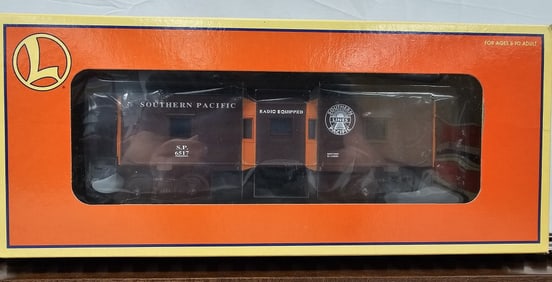 L
FOR AGES 8 TO ADULT
SOUTHERN PACIFIC
RADIO EQUIPPED
SOUTHERN
LINES
PACIFIC
S.P.
6517